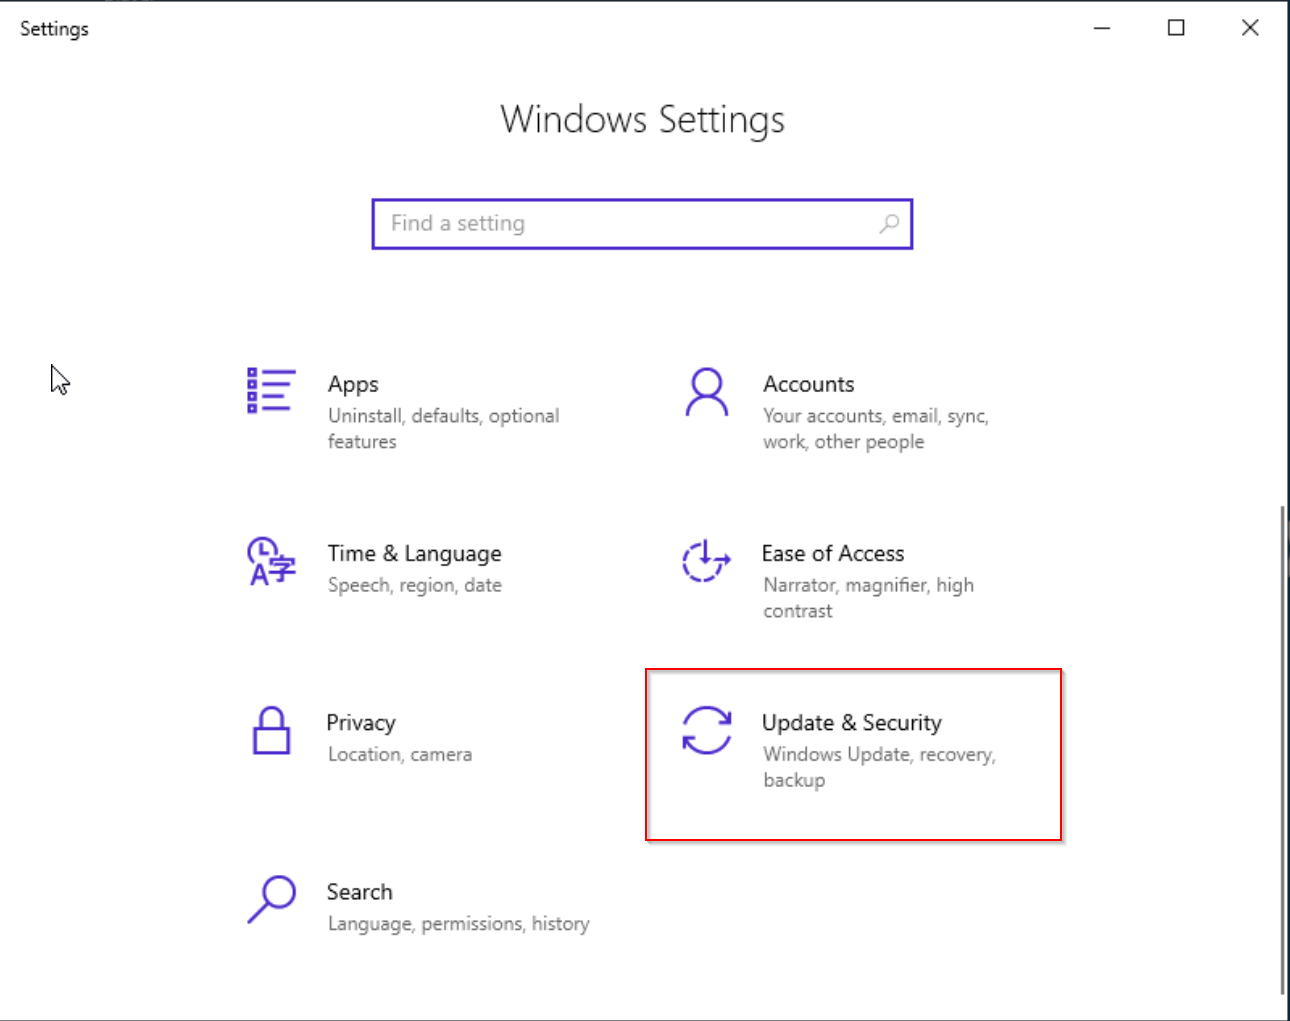 Settings
Windows Settings
Find a setting
Apps
Uninstall, defaults, optional
features
Accounts
Your accounts, email, sync,
work, other people
Time & Language
Speech, region, date
Ease of Access
Narrator, magnifier, high
contrast
Privacy
Location, camera
Update & Security
Windows Update, recovery,
backup
Search
Language, permissions, history